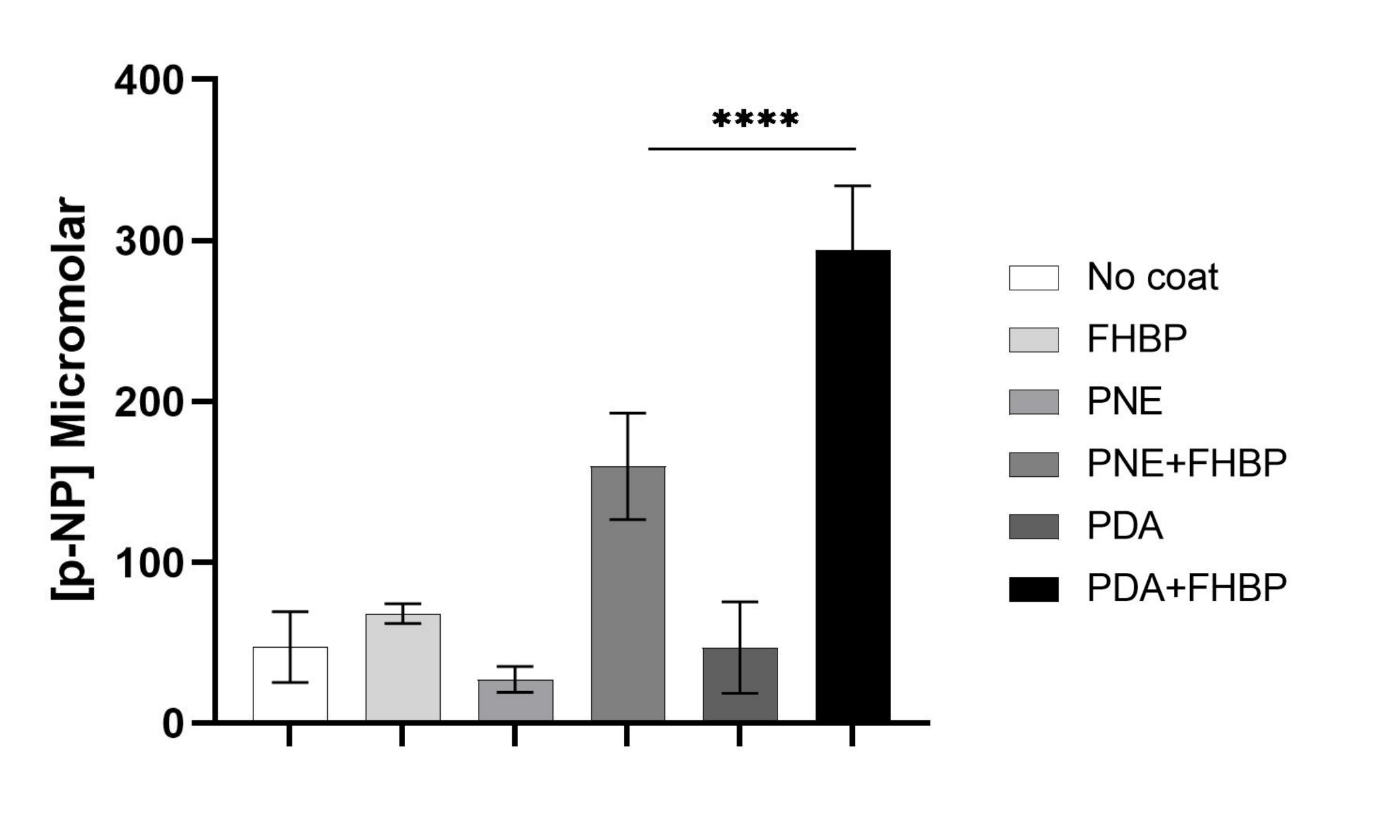 [p-NP] Micromolar
400
300
200
100
0
****
No coat
FHBP
PNE
PNE+FHBP
PDA
PDA+FHBP